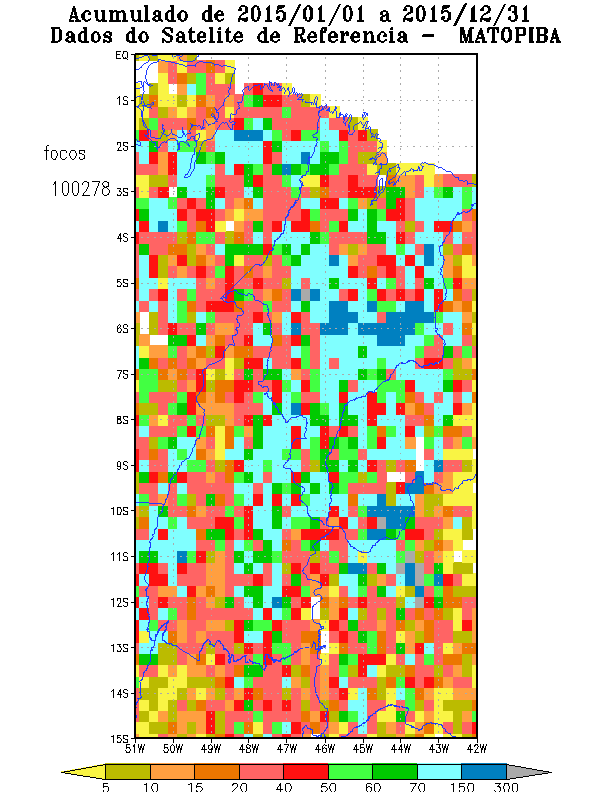 Acumulado de 2015/01/01 a 2015/12/31
Dados do Satelite de Referencia – MATOPIBA
focos
100278
EQ
1S
2S
3S
4S
5S
6S
7S
8S
9S
10S
11S
12S
13S
14S
15S
51W 50W 49W 48W 47W 46W 45W 44W 43W 42W
5 10 15 20 40 50 60 70 150 300